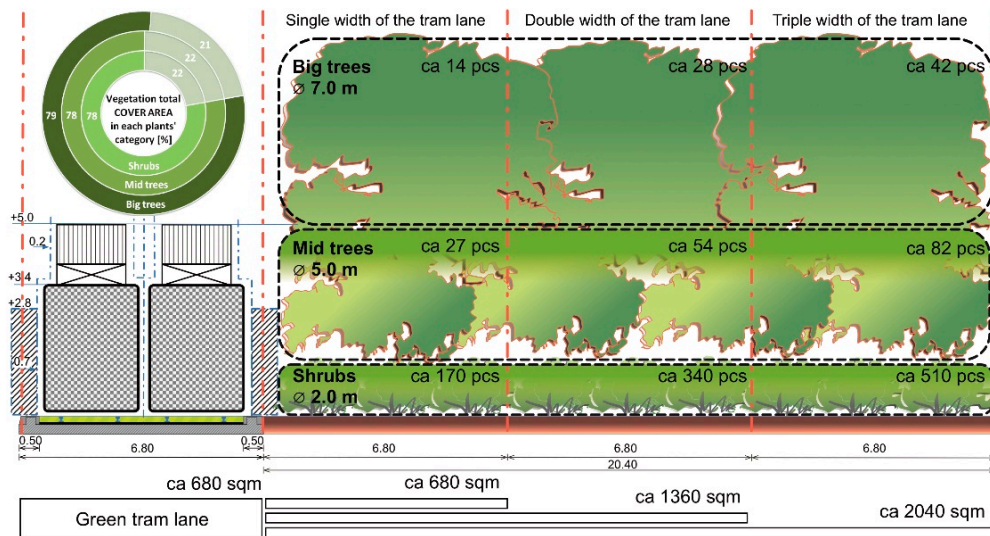 Single width of the tram lane
Double width of the tram lane
Triple width of the tram lane
21
22
22
79
78
78
Vegetation total
COVER AREA
in each plants'
category [%]
Shrubs
Mid trees
Big trees
Big trees
⌀ 7.0 m
ca 14 pcs
ca 28 pcs
ca 42 pcs
Mid trees
⌀ 5.0 m
ca 27 pcs
ca 54 pcs
ca 82 pcs
Shrubs
⌀ 2.0 m
ca 170 pcs
ca 340 pcs
ca 510 pcs
+5.0
0.2
+3.4
+2.8
0.7
0.50
0.50
6.80
6.80
6.80
6.80
20.40
ca 680 sqm
ca 680 sqm
ca 1360 sqm
ca 2040 sqm
Green tram lane